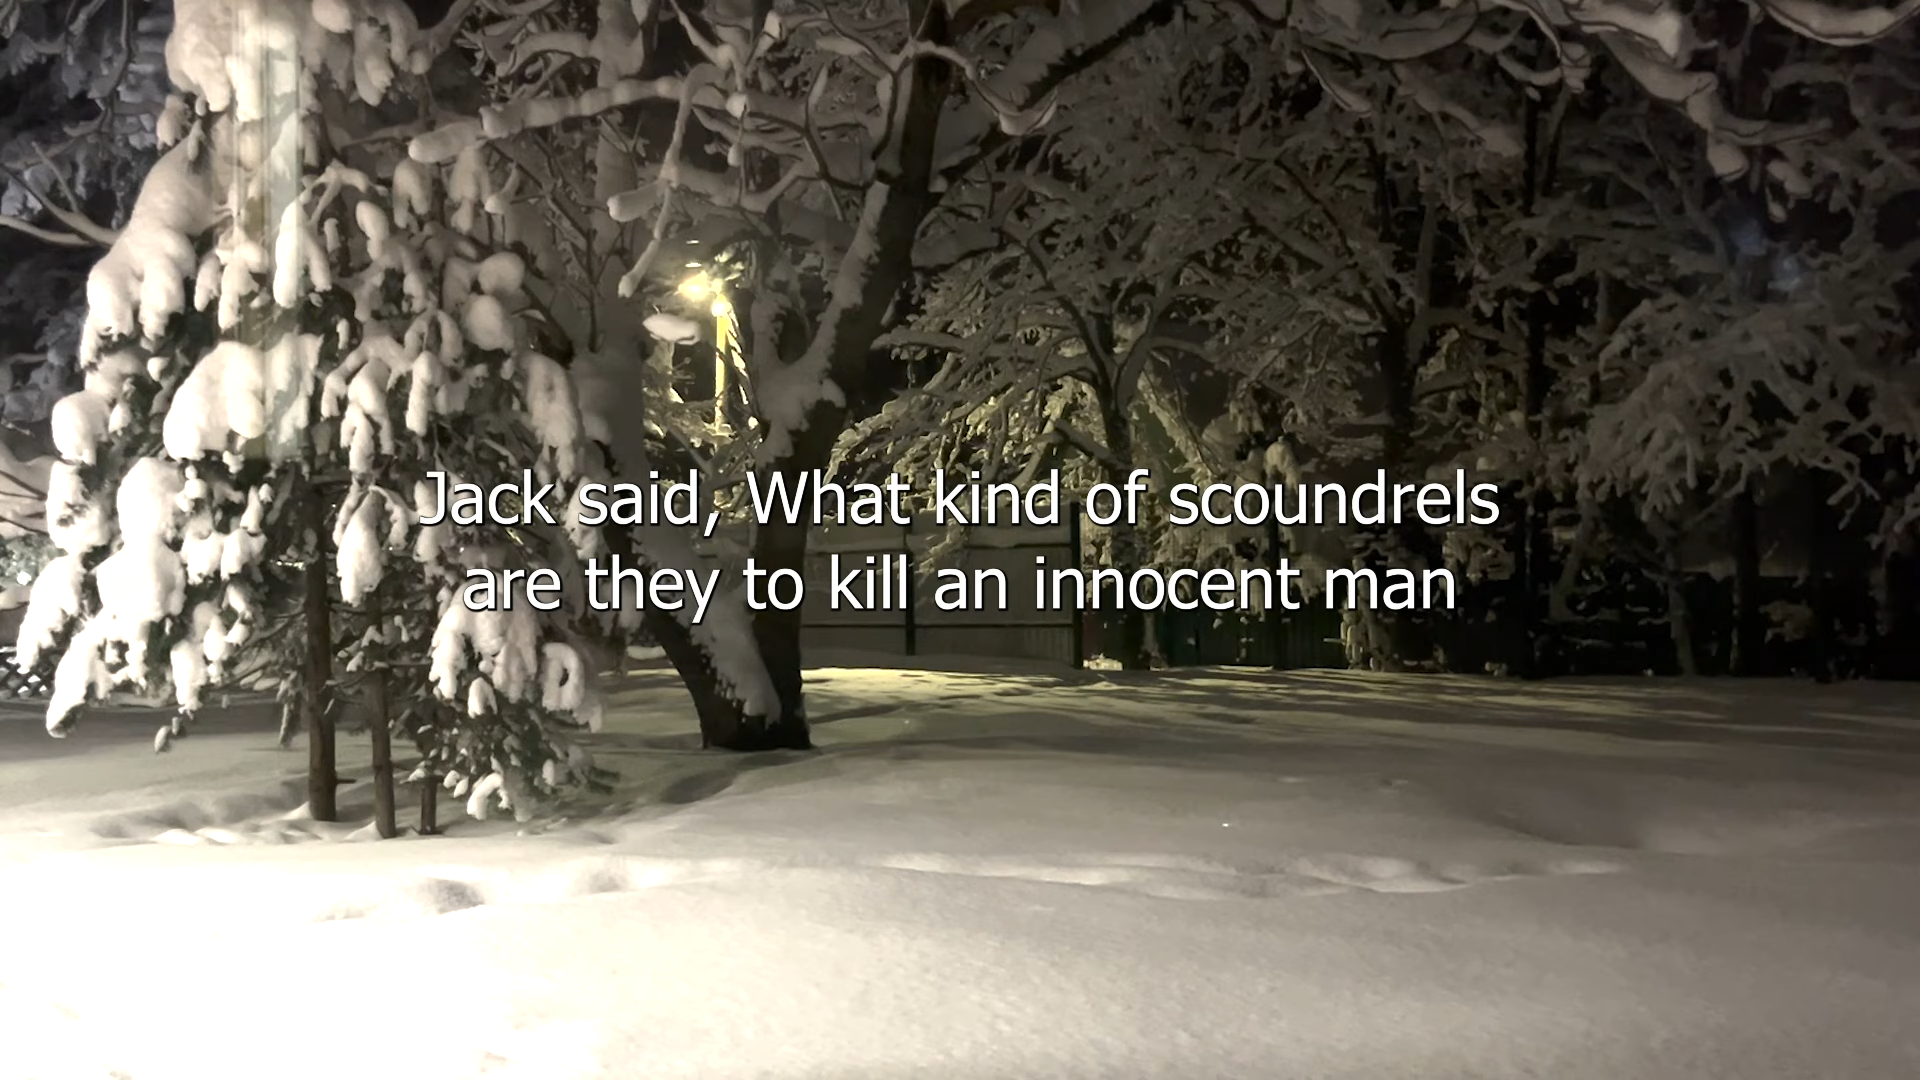 Jack said, What kind of scoundrels
are they to kill an innocent man